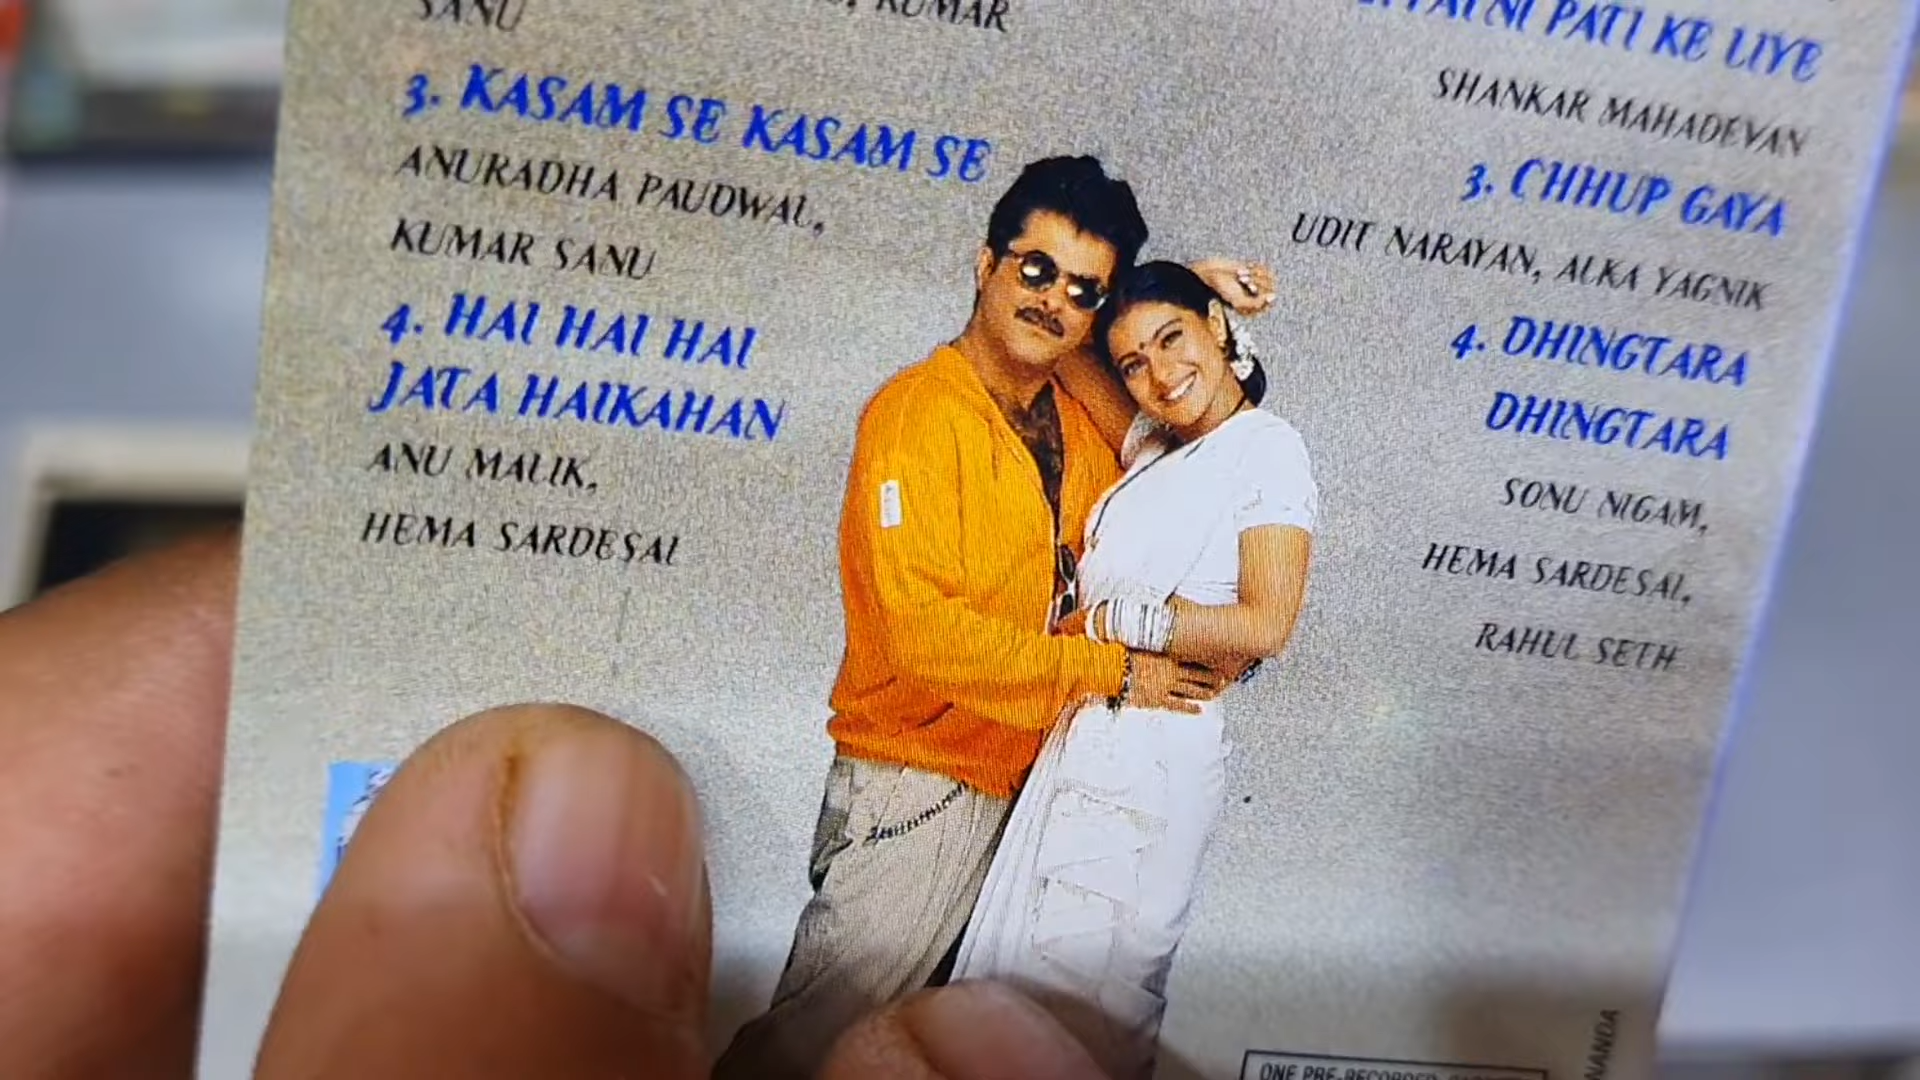 SANU
KUMAR
3. KASAM SE KASAM SE
ANURADHA PAUDWAL,
KUMAR SANU
4. HAI HAI HAI
JATA HAIKAHAN
ANU MALIK,
HEMA SARDESAI
PATNI PATI KE LIYE
SHANKAR MAHADEVAN
3. CHHUP GAYA
UDIT NARAYAN, ALKA YAGNIK
4. DHINGTARA
DHINGTARA
SONU NIGAM,
HEMA SARDESAI,
RAHUL SETH
ONE PRE-RECORDED